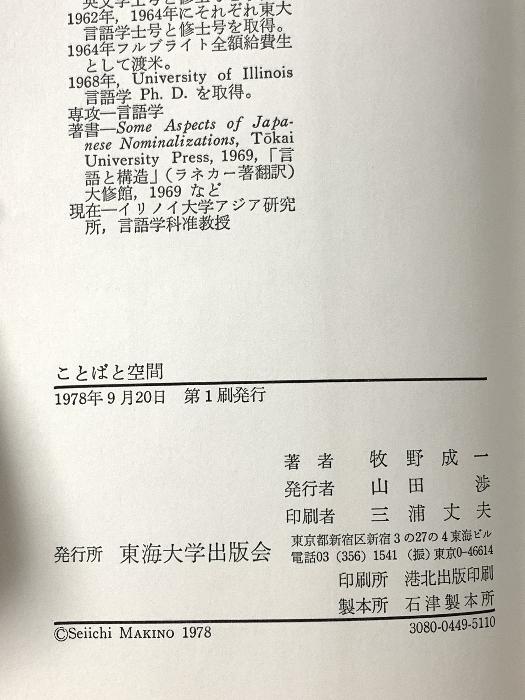 英文学士号と修士号
1962年, 1964年にそれぞれ東大
言語学士号と修士号を取得。
1964年フルブライト全額給費生
として渡米。
1968年, University of Illinois
言語学 Ph. D. を取得。
専攻—言語学
著書—Some Aspects of Japa-
nese Nominalizations, Tōkai
University Press, 1969, 「言
語と構造」(ラネカー著翻訳)
大修館, 1969 など
現在—イリノイ大学アジア研究
所, 言語学科准教授
ことばと空間
1978年9月20日 第1刷発行
著者 牧野成一
発行者 山田渉
印刷者 三浦丈夫
発行所 東海大学出版会
東京都新宿区新宿3の27の4東海ビル
電話03 (356) 1541 (振) 東京0-46614
印刷所 港北出版印刷
製本所 石津製本所
©Seiichi MAKINO 1978
3080-0449-5110